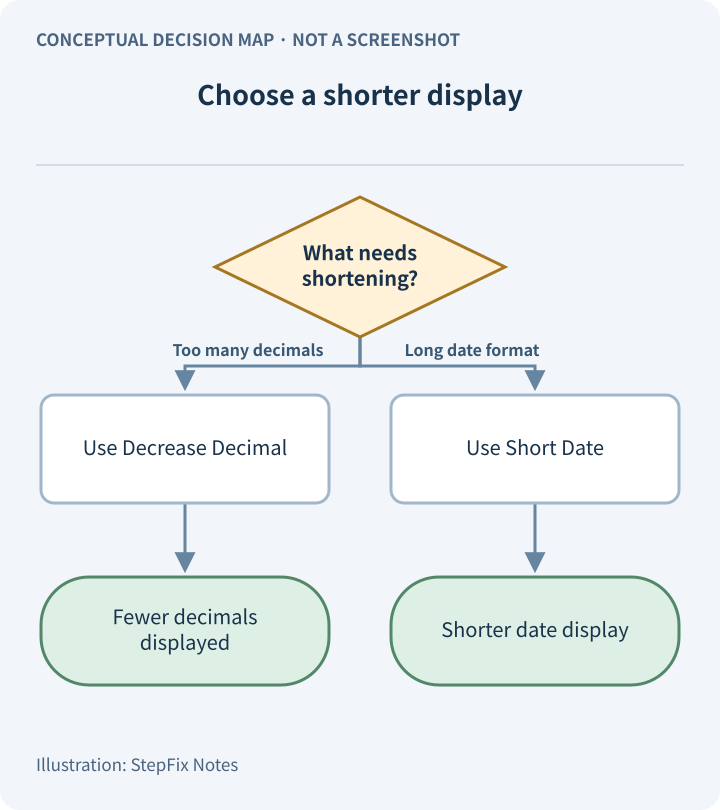 CONCEPTUAL DECISION MAP · NOT A SCREENSHOT
Choose a shorter display
What needs
shortening?
Too many decimals
Long date format
Use Decrease Decimal
Use Short Date
Fewer decimals
displayed
Shorter date display
Illustration: StepFix Notes